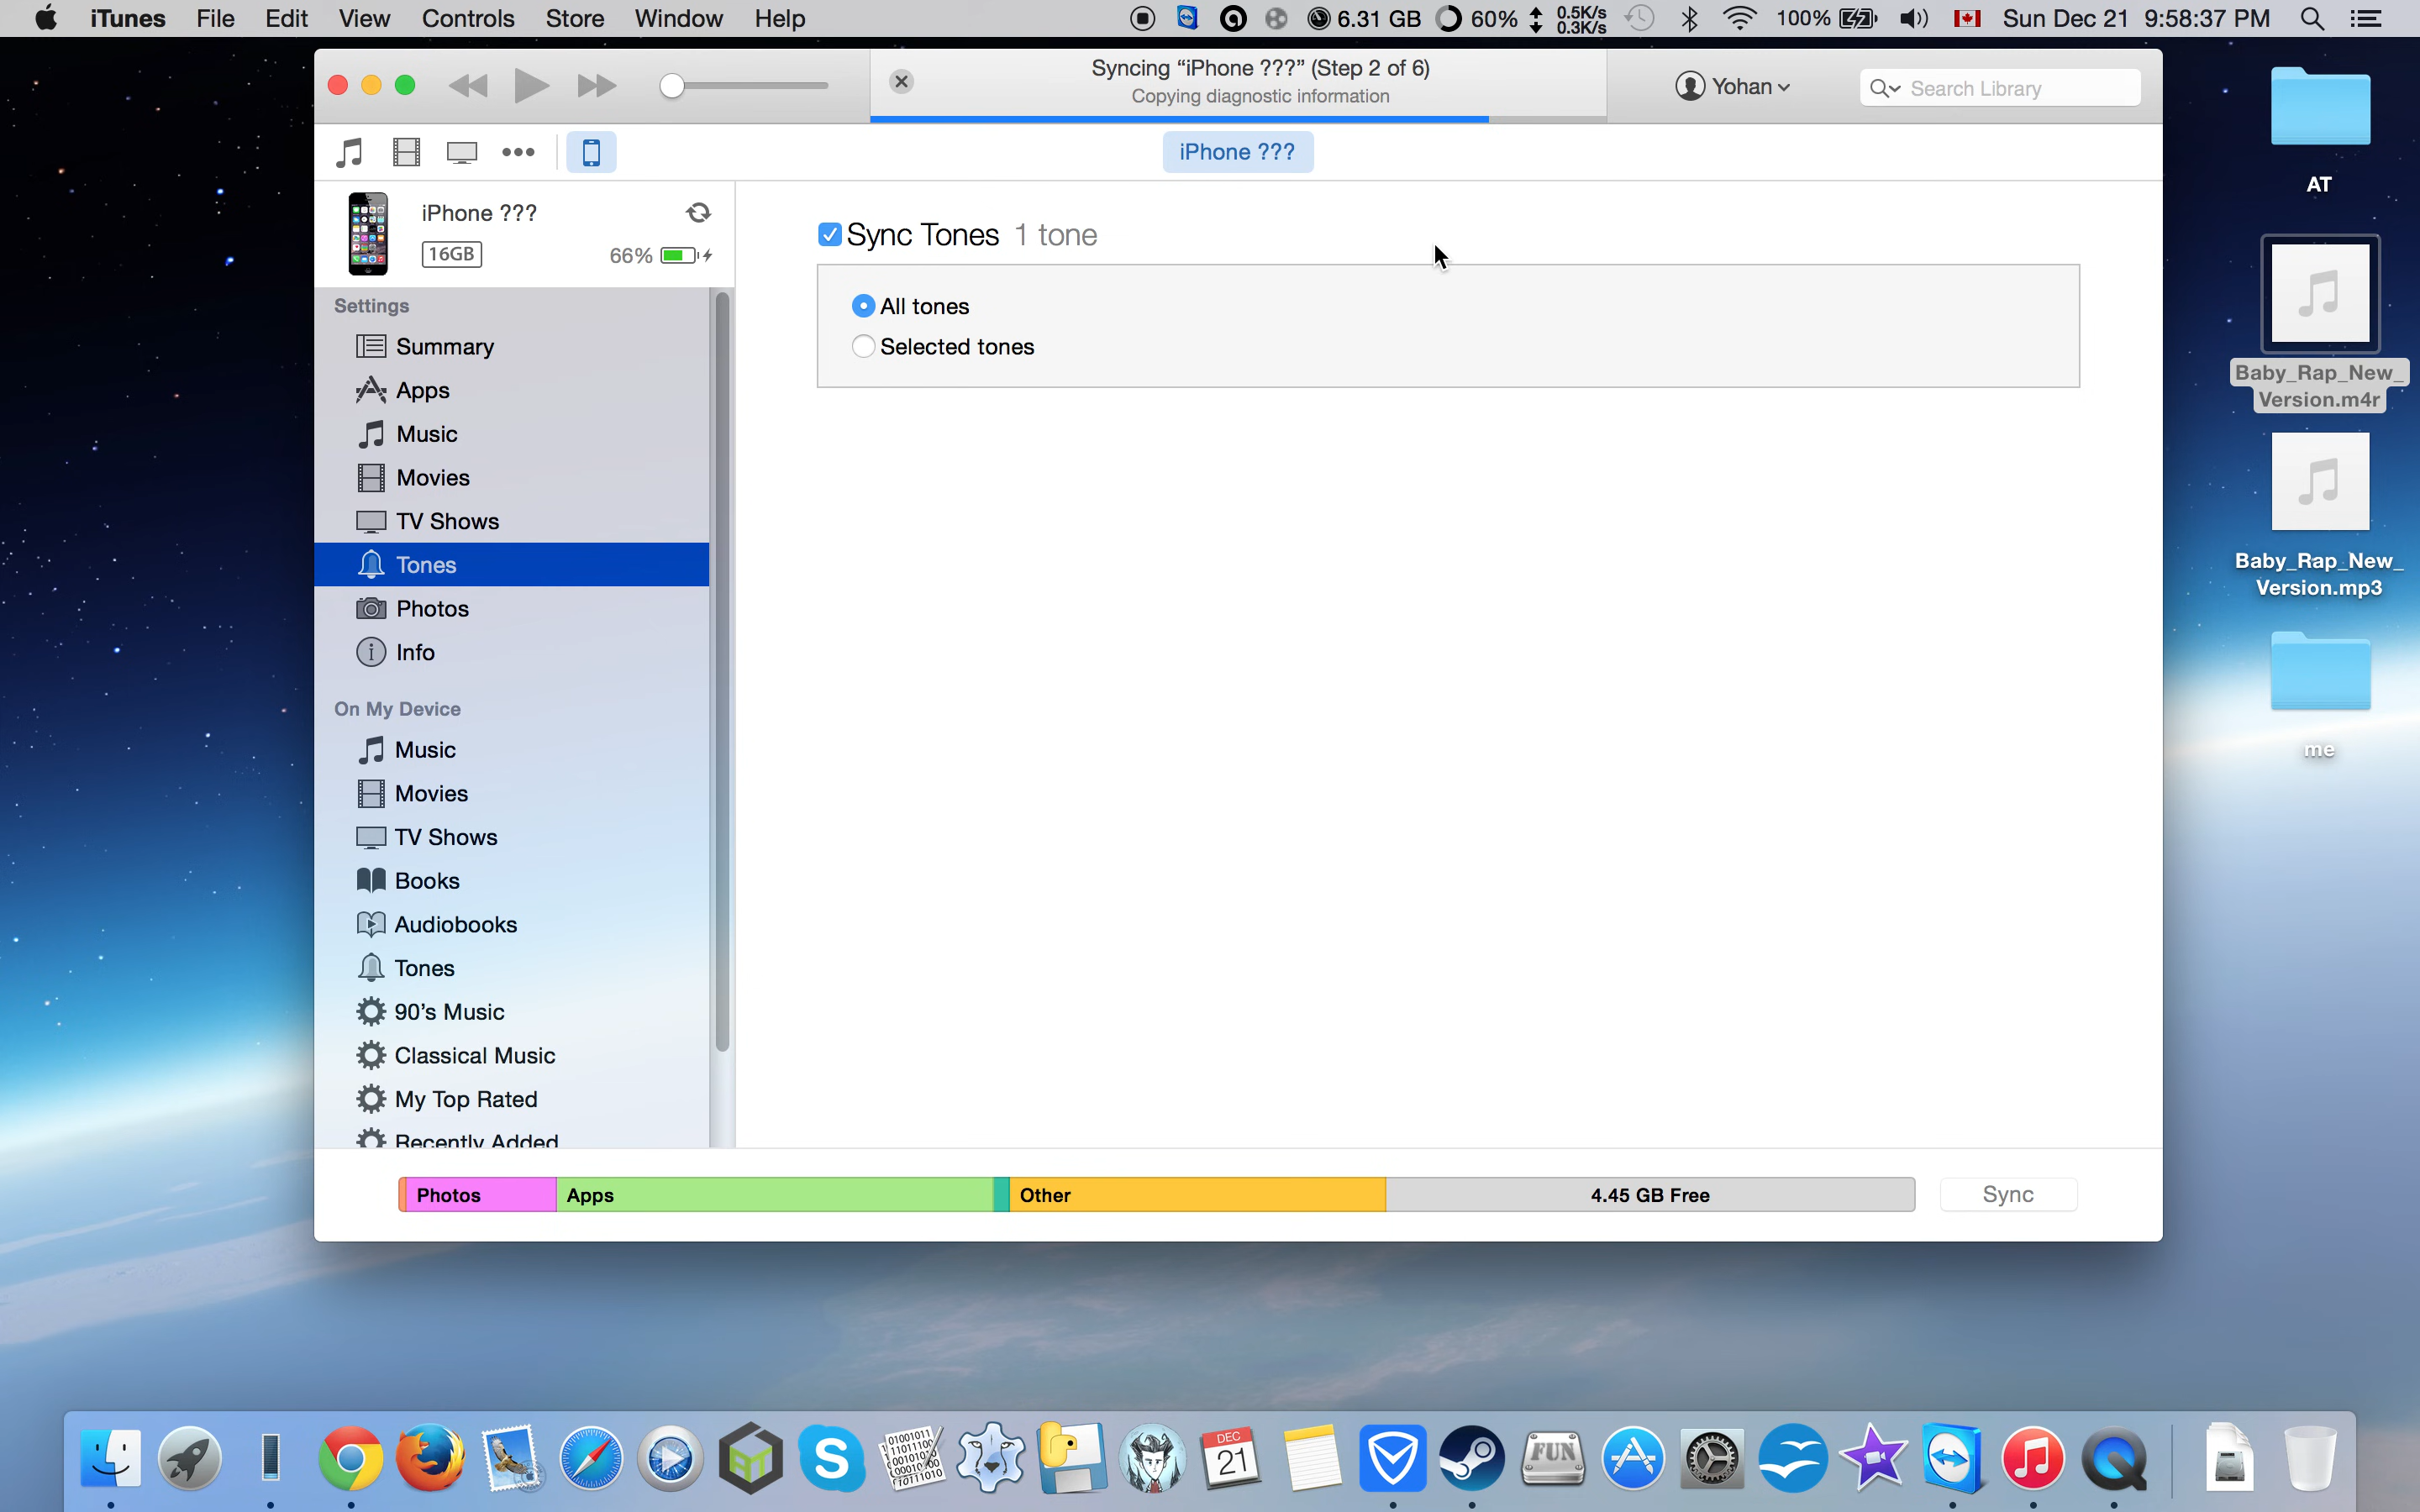 iTunes File Edit View Controls Store Window Help 6.31 GB 60% 0.5K/s 0.3K/s 100% Sun Dec 21 9:58:37 PM
Syncing “iPhone ???” (Step 2 of 6)
Copying diagnostic information
Yohan
Search Library
iPhone ???
iPhone ???
16GB
66%
Settings
Summary
Apps
Music
Movies
TV Shows
Tones
Photos
Info
On My Device
Music
Movies
TV Shows
Books
Audiobooks
Tones
90’s Music
Classical Music
My Top Rated
Recently Added
Sync Tones 1 tone
All tones
Selected tones
Photos Apps Other 4.45 GB Free
Sync
AT
Baby_Rap_New_
Version.m4r
Baby_Rap_New_
Version.mp3
me
DEC
21
FUN